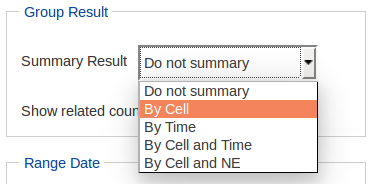 Group Result
Summary Result Do not summary
Do not summary
Show related By Cell
By Time
By Cell and Time
By Cell and NE
Range Date